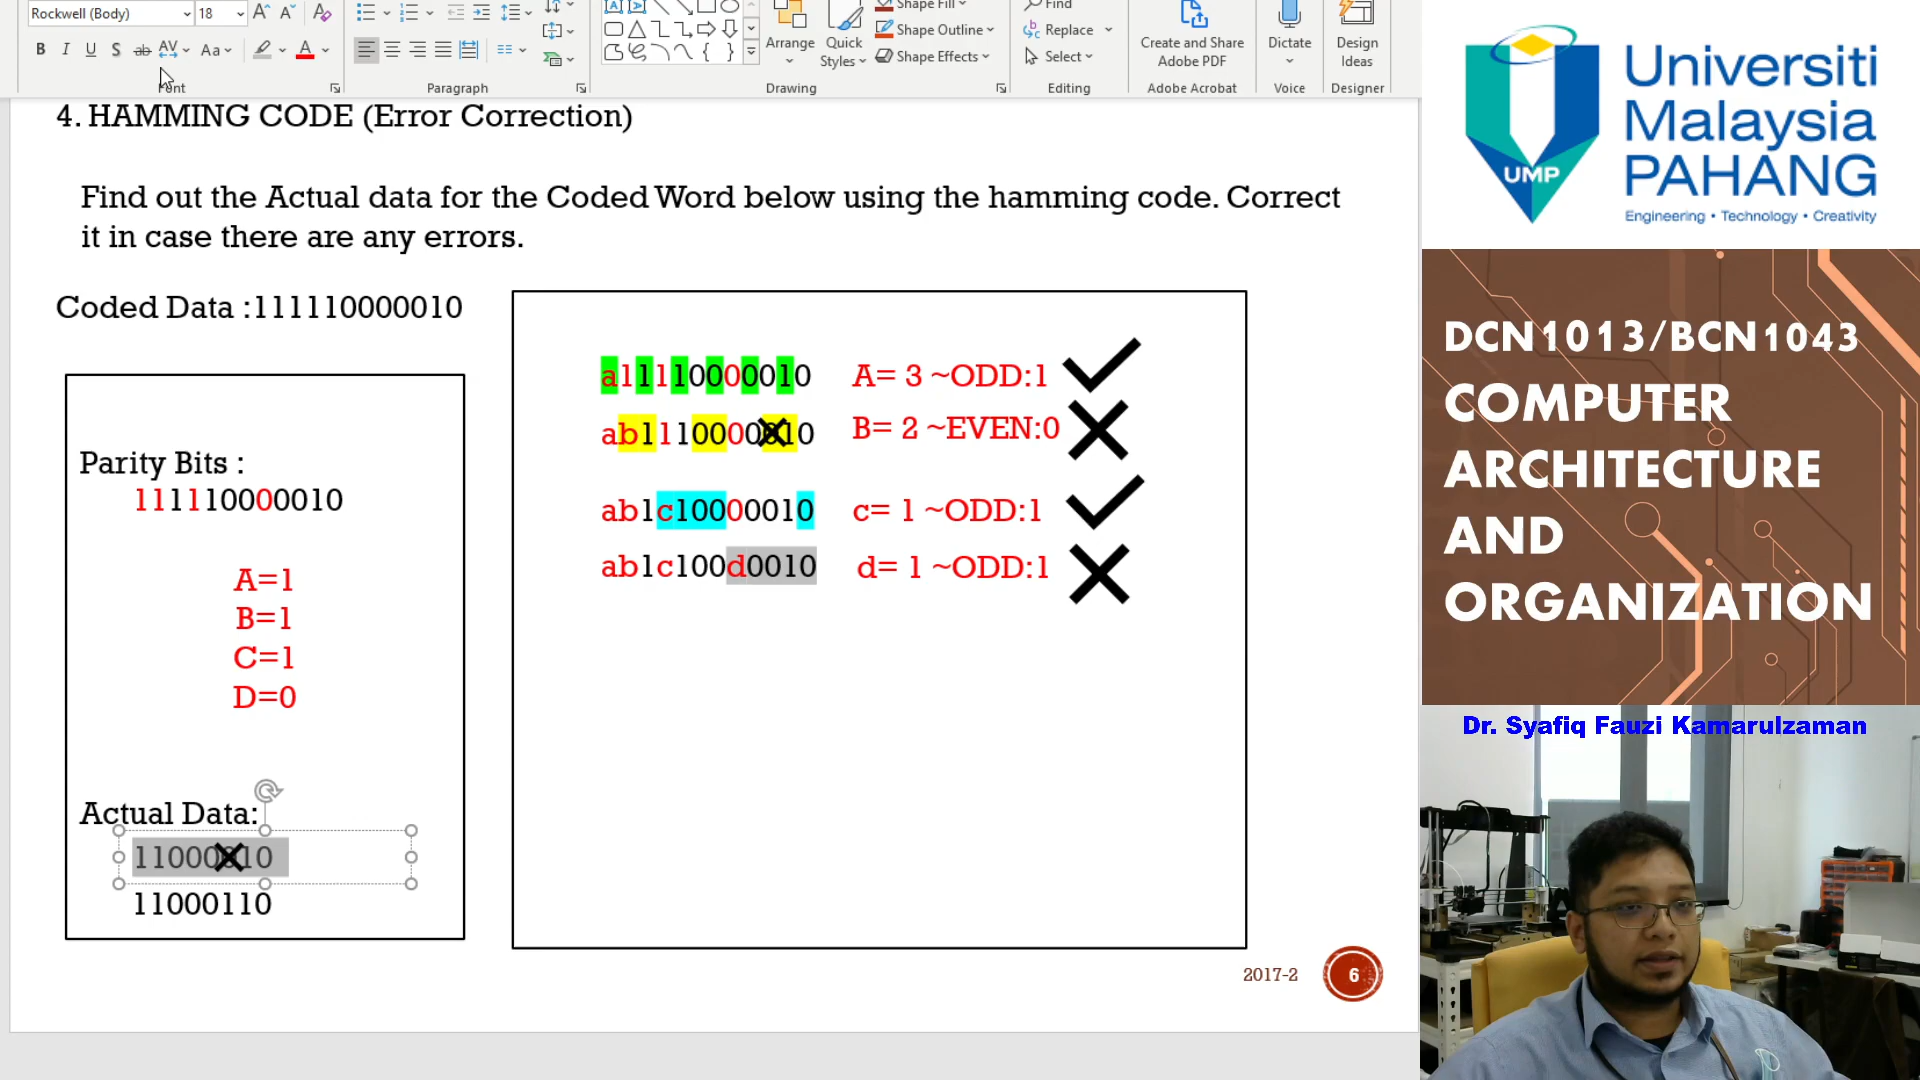 Rockwell (Body)
18
Font
Paragraph
Arrange
Quick
Styles
Shape Fill
Shape Outline
Shape Effects
Drawing
Find
Replace
Select
Editing
Create and Share
Adobe PDF
Adobe Acrobat
Dictate
Voice
Design
Ideas
Designer
4. HAMMING CODE (Error Correction)
Find out the Actual data for the Coded Word below using the hamming code. Correct
it in case there are any errors.
Coded Data :111110000010
Parity Bits :
111110000010
A=1
B=1
C=1
D=0
Actual Data:
11000010
11000110
a11110000010 A= 3 ~ODD:1
ab1110000010 B= 2 ~EVEN:0
ab1c10000010 c= 1 ~ODD:1
ab1c100d0010 d= 1 ~ODD:1
2017-2
6
UMP
Universiti
Malaysia
PAHANG
Engineering • Technology • Creativity
DCN1013/BCN1043
COMPUTER
ARCHITECTURE
AND
ORGANIZATION
Dr. Syafiq Fauzi Kamarulzaman